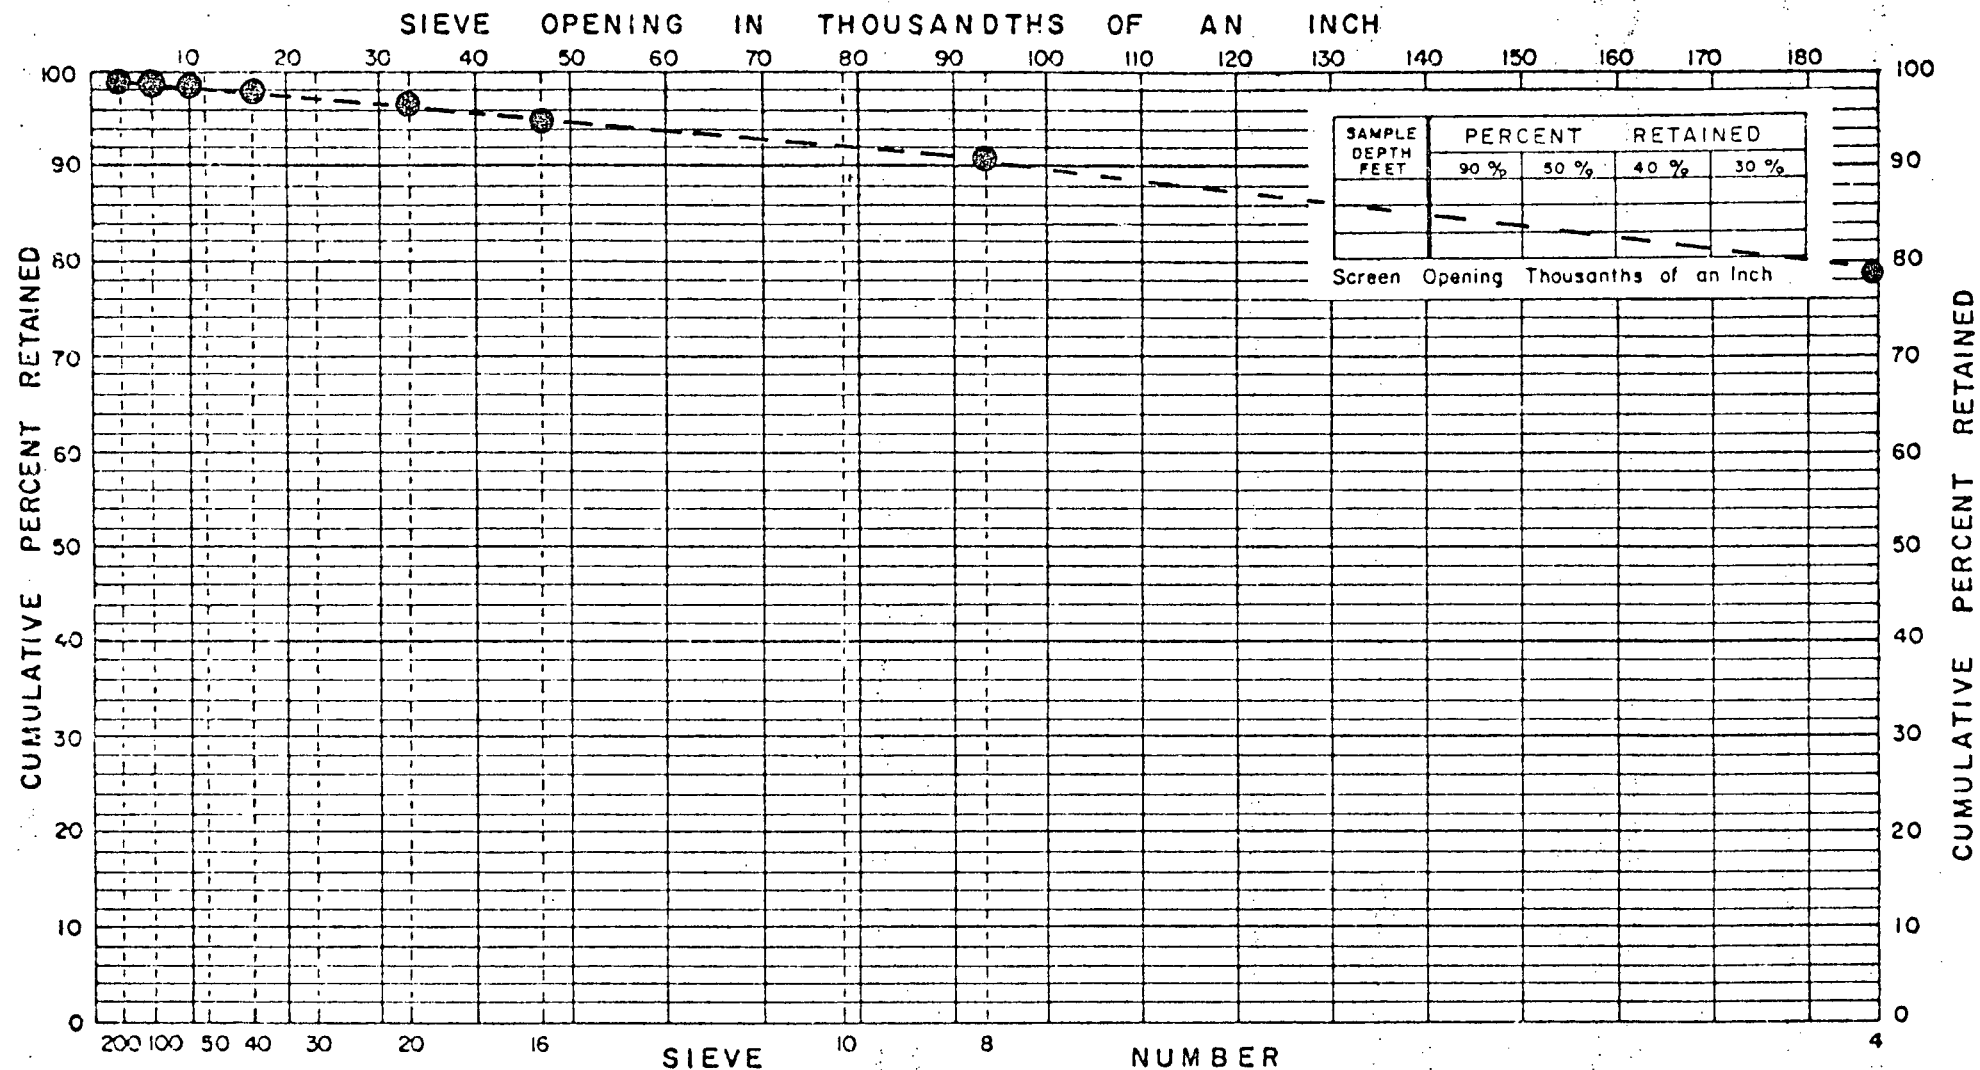 SIEVE OPENING IN THOUSANDTHS OF AN INCH
10 20 30 40 50 60 70 80 90 100 110 120 130 140 150 160 170 180
100 100
90 90
80 80
70 70
60 60
50 50
40 40
30 30
20 20
10 10
0 0
CUMULATIVE PERCENT RETAINED
CUMULATIVE PERCENT RETAINED
SAMPLE DEPTH FEET
PERCENT RETAINED
90 % 50 % 40 % 30 %
Screen Opening Thousanths of an Inch
200 100 50 40 30 20 16 10 8 4
SIEVE NUMBER